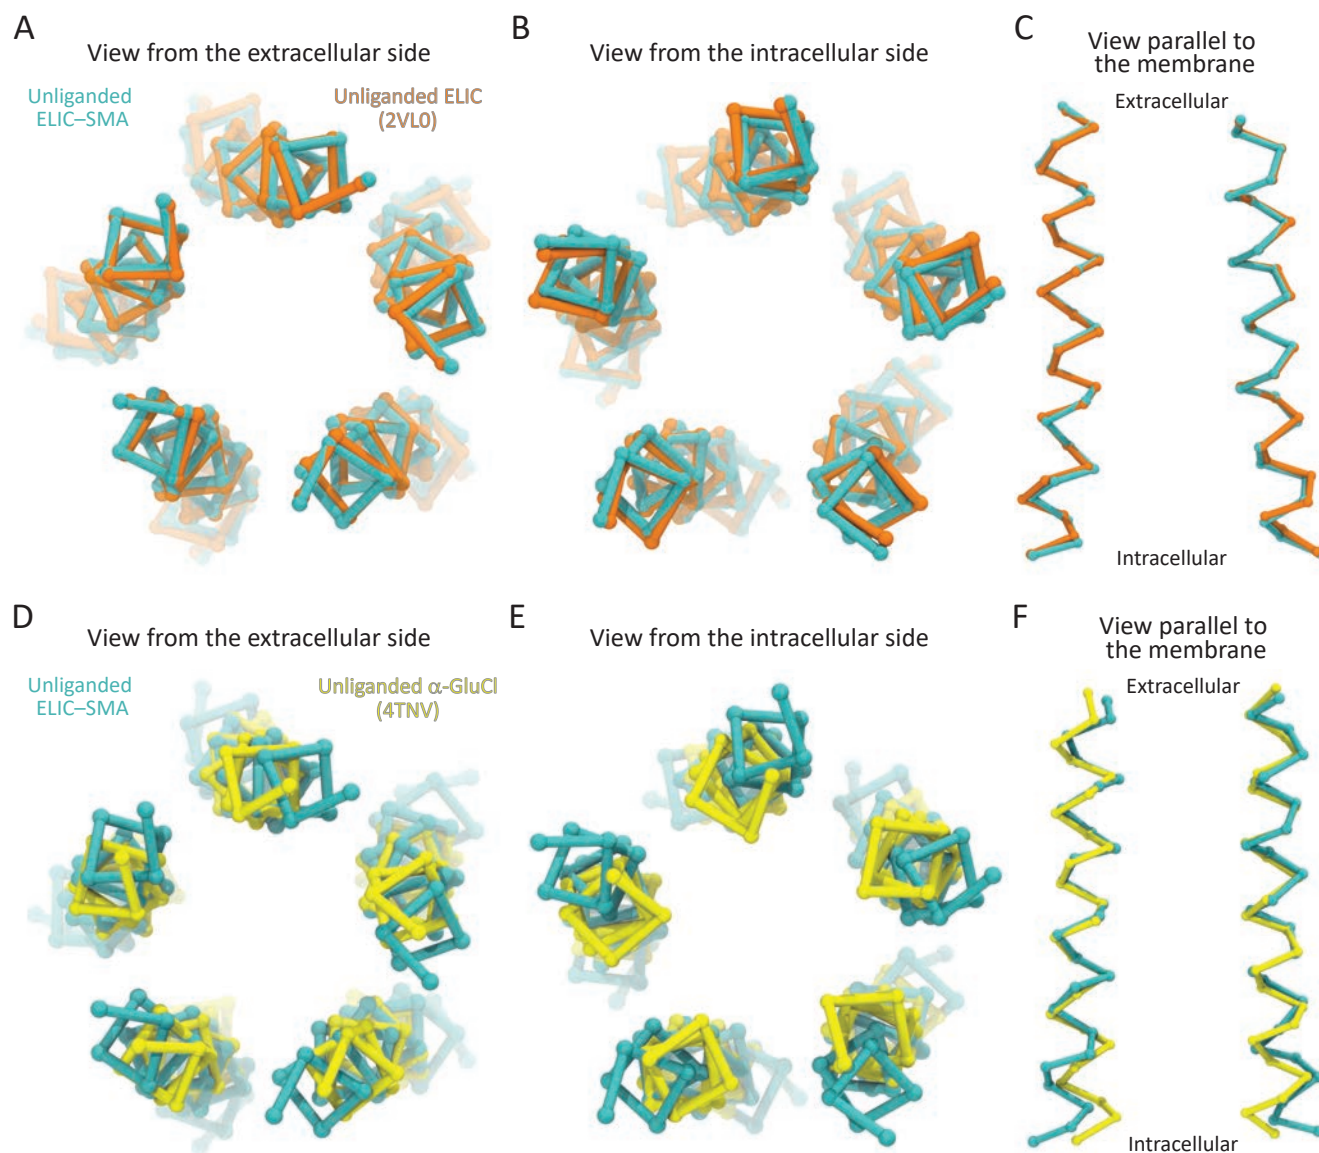 A
View from the extracellular side
Unliganded
ELIC–SMA
Unliganded ELIC
(2VL0)
B
View from the intracellular side
C
View parallel to
the membrane
Extracellular
Intracellular
D
View from the extracellular side
Unliganded
ELIC–SMA
Unliganded α-GluCl
(4TNV)
E
View from the intracellular side
F
View parallel to
the membrane
Extracellular
Intracellular